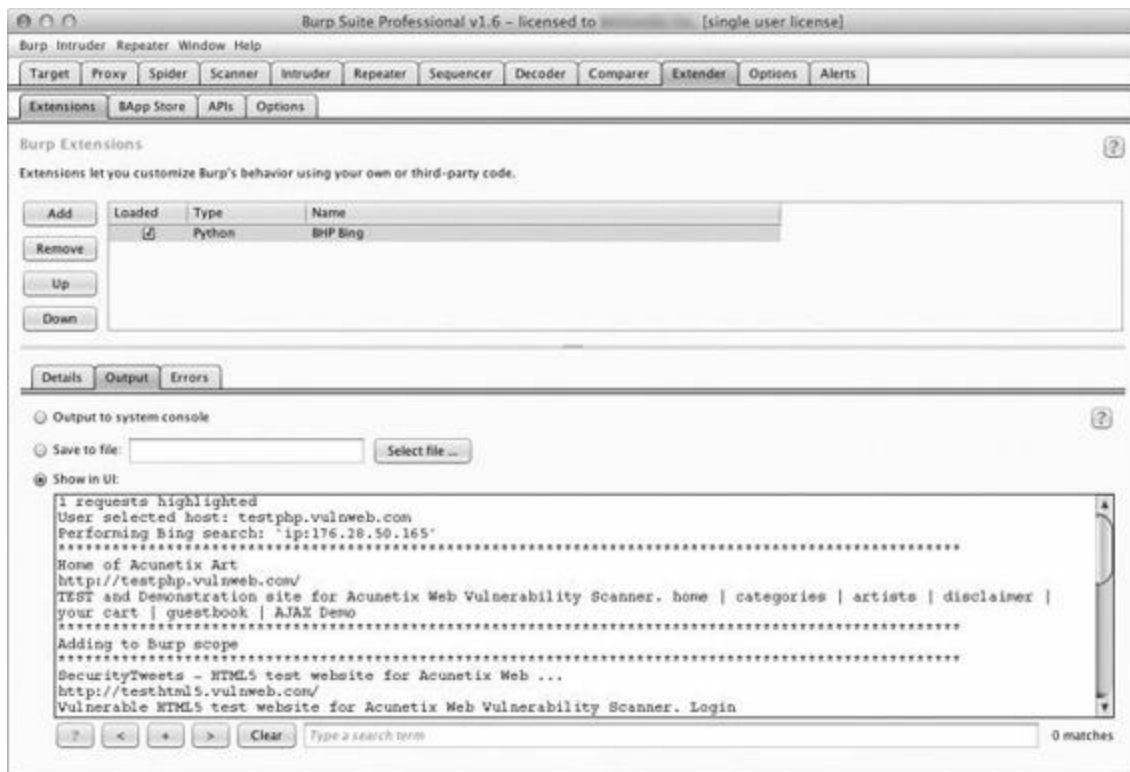 Burp Suite Professional v1.6 – licensed to [single user license]
Burp Intruder Repeater Window Help
Target Proxy Spider Scanner Intruder Repeater Sequencer Decoder Comparer Extender Options Alerts
Extensions BApp Store APIs Options
Burp Extensions
?
Extensions let you customize Burp's behavior using your own or third-party code.
Add
Loaded Type Name
Python BHP Bing
Remove
Up
Down
Details Output Errors
Output to system console
?
Save to file: Select file ...
Show in UI:
1 requests highlighted
User selected host: testphp.vulnweb.com
Performing Bing search: 'ip:176.28.50.165'
****************************************************************************************************
Home of Acunetix Art
http://testphp.vulnweb.com/
TEST and Demonstration site for Acunetix Web Vulnerability Scanner. home | categories | artists | disclaimer |
your cart | guestbook | AJAX Demo
****************************************************************************************************
Adding to Burp scope
****************************************************************************************************
SecurityTweets - HTML5 test website for Acunetix Web ...
http://testhtml5.vulnweb.com/
Vulnerable HTML5 test website for Acunetix Web Vulnerability Scanner. Login
? < + > Clear Type a search term 0 matches